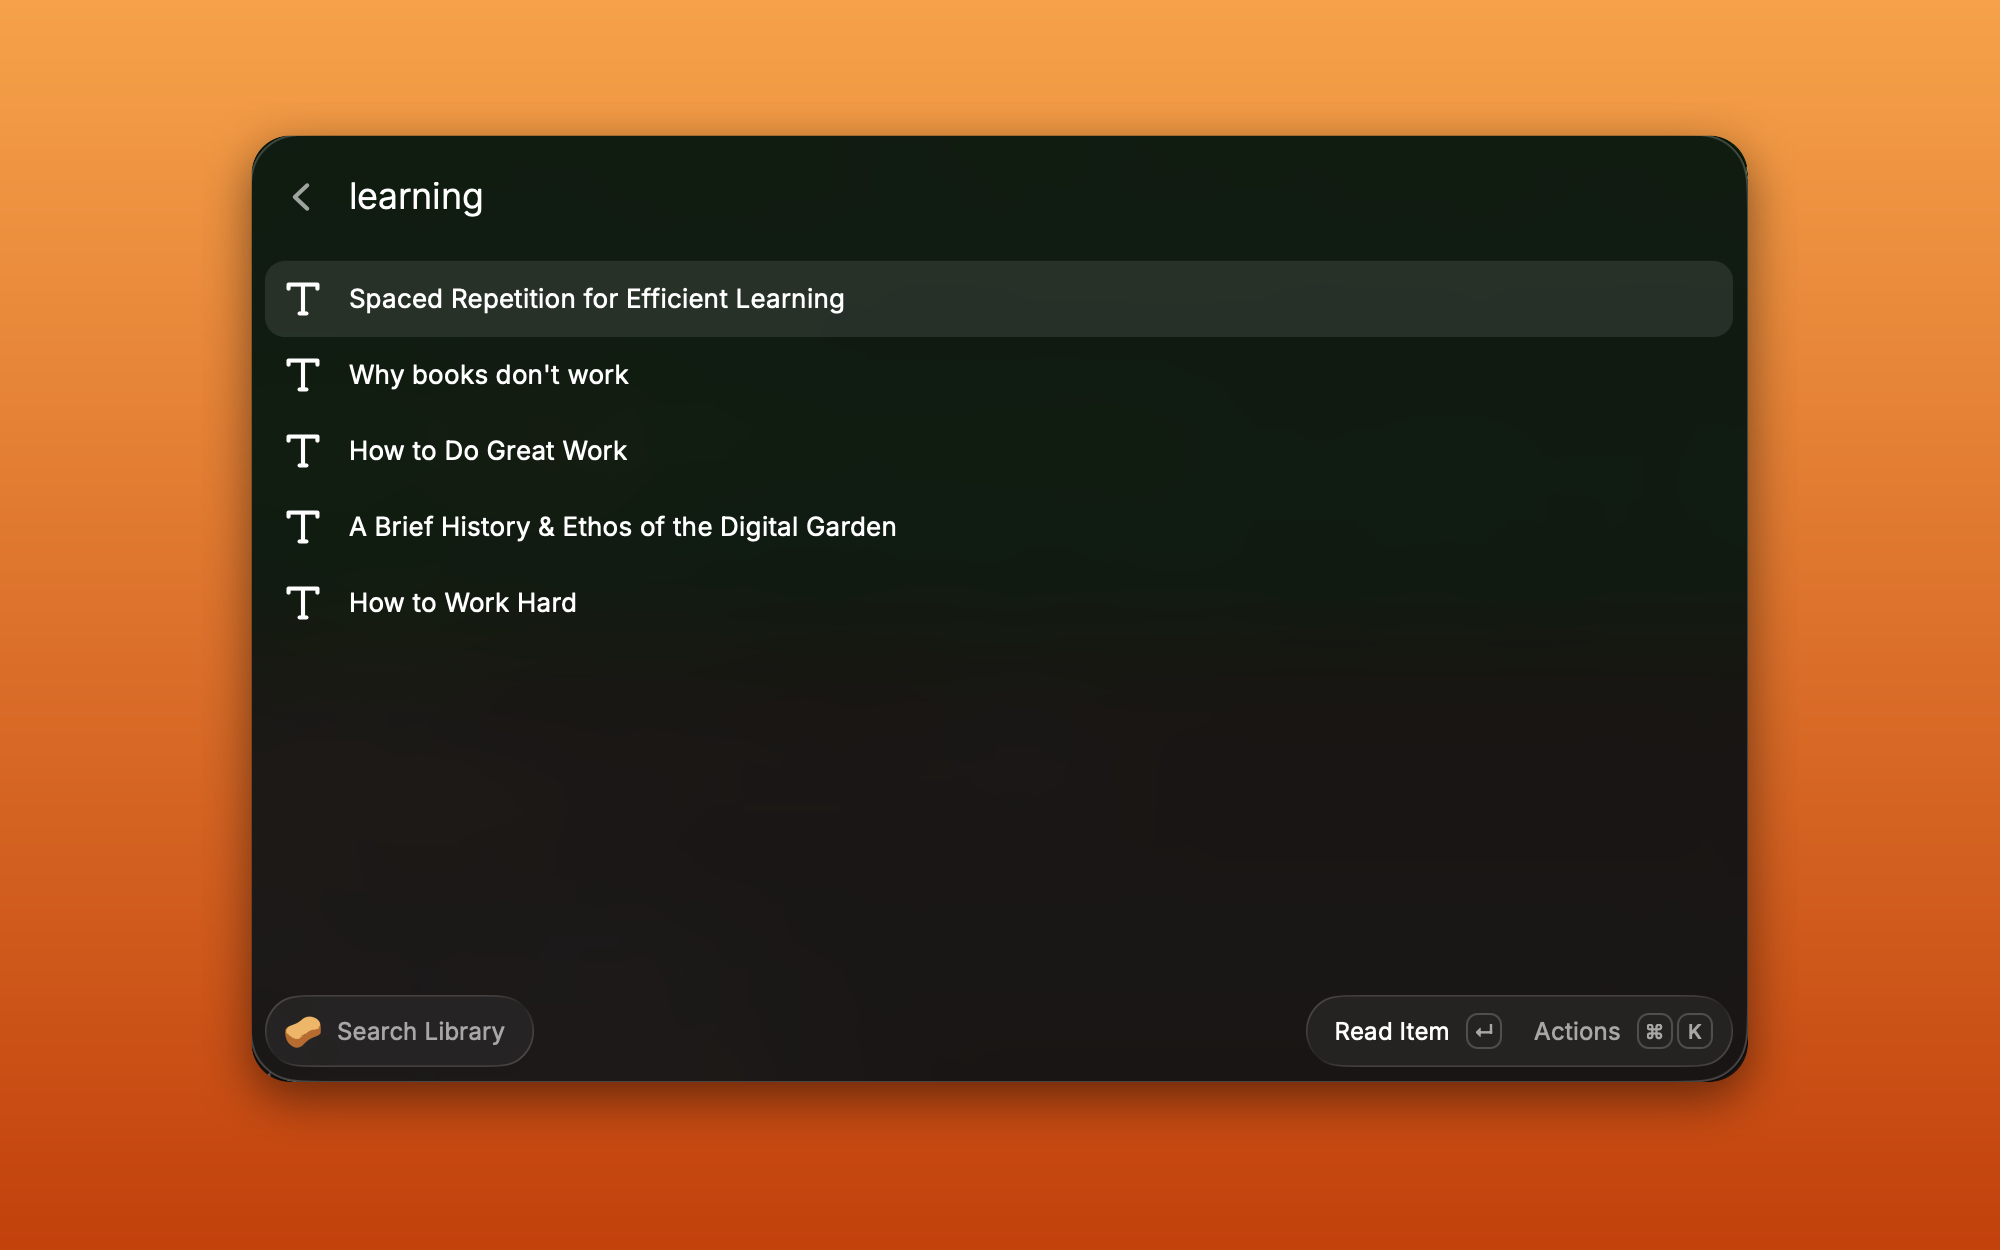 learning
Spaced Repetition for Efficient Learning
Why books don't work
How to Do Great Work
A Brief History & Ethos of the Digital Garden
How to Work Hard
Search Library
Read Item ↵ Actions ⌘ K